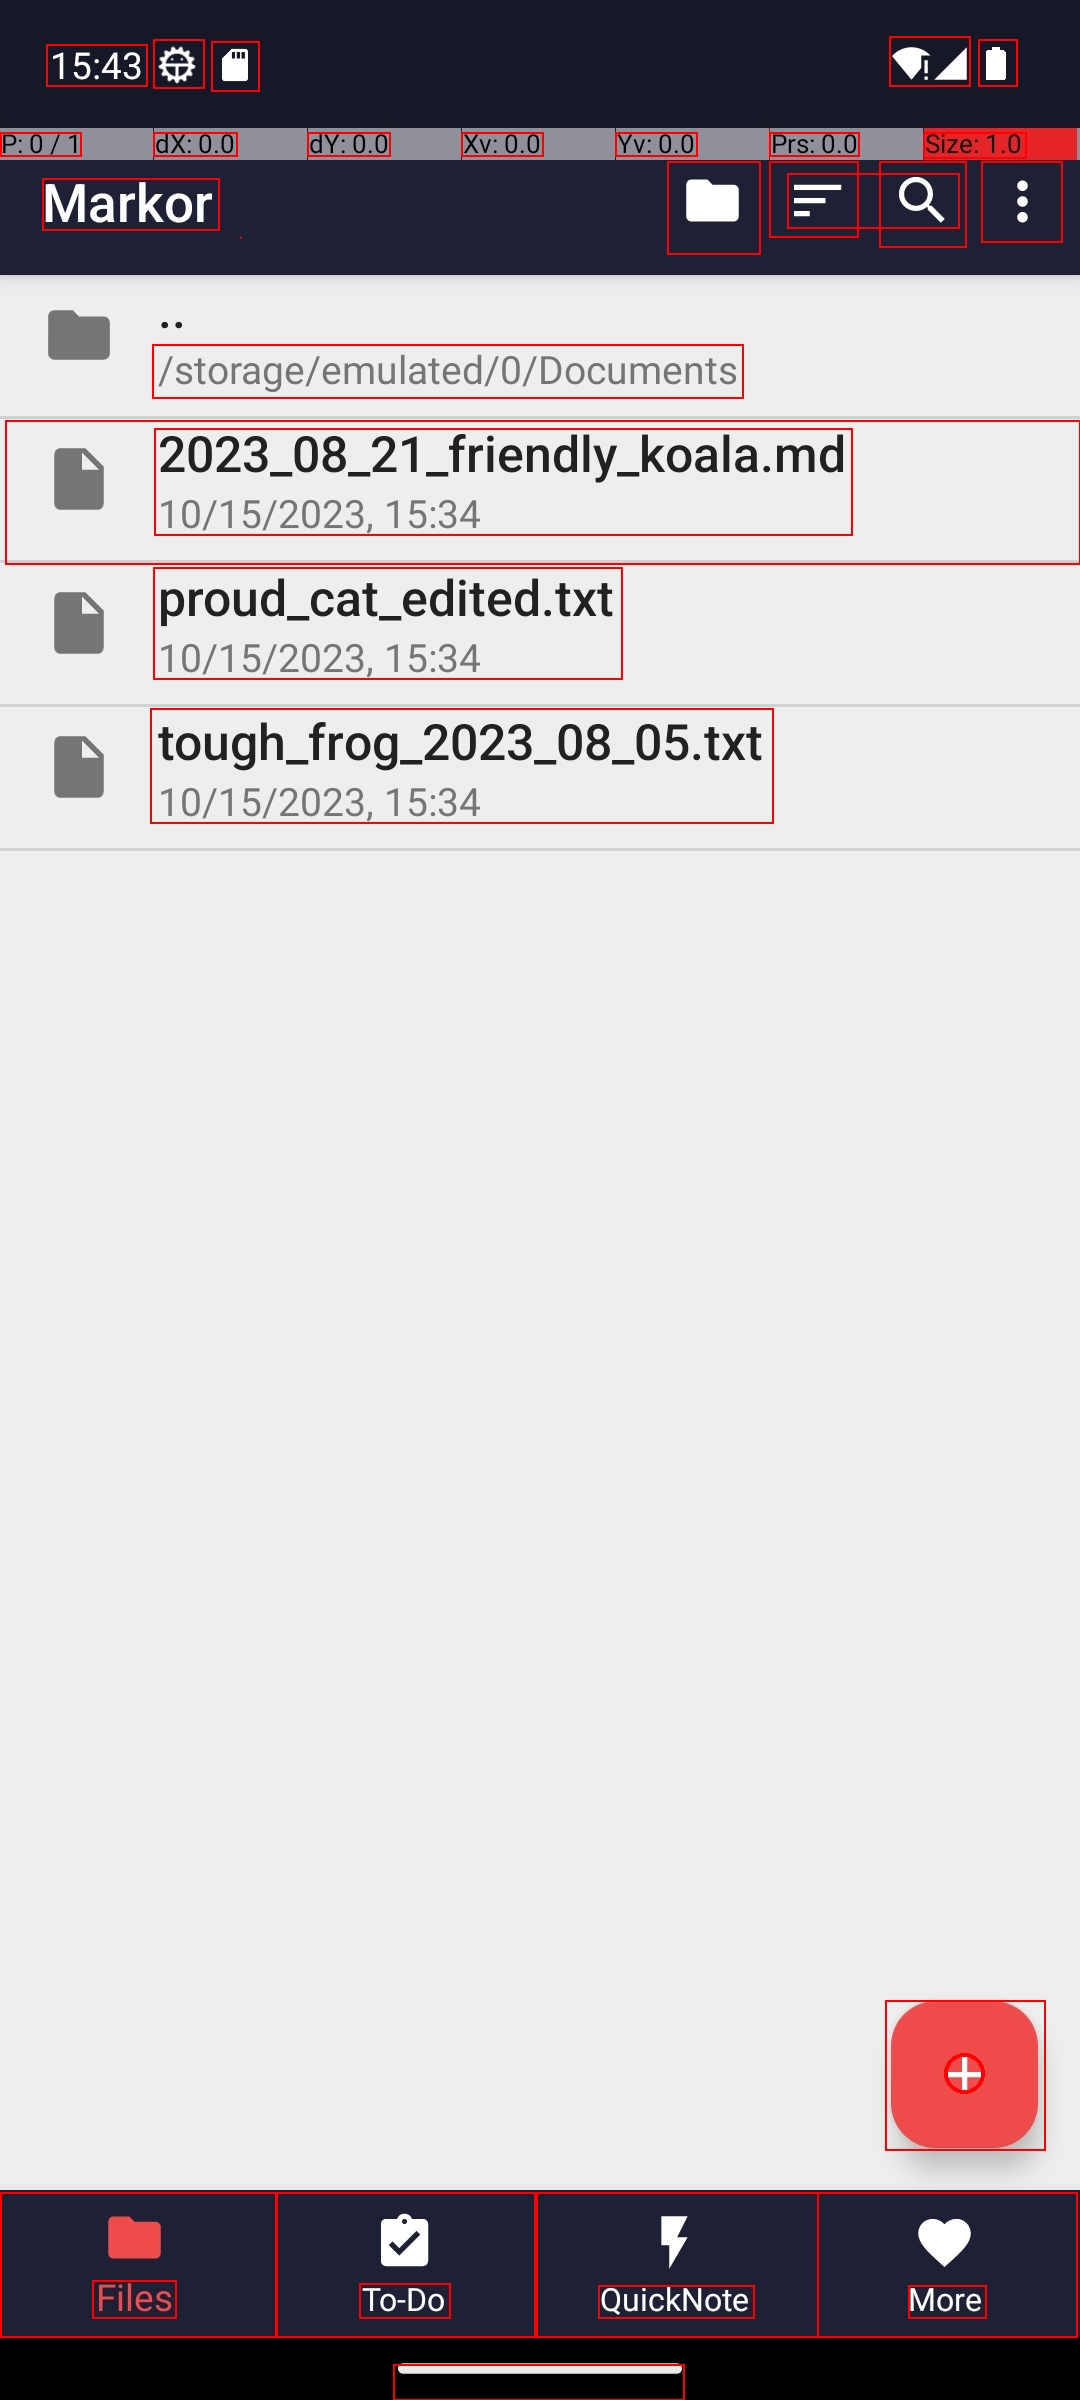 15:43
P: 0 / 1 dX: 0.0 dY: 0.0 Xv: 0.0 Yv: 0.0 Prs: 0.0 Size: 1.0
Markor
..
/storage/emulated/0/Documents
2023_08_21_friendly_koala.md
10/15/2023, 15:34
proud_cat_edited.txt
10/15/2023, 15:34
tough_frog_2023_08_05.txt
10/15/2023, 15:34
Files To-Do QuickNote More